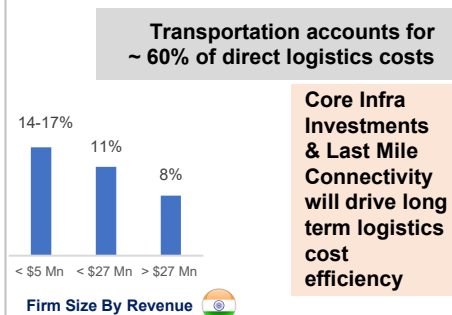 Transportation accounts for
~ 60% of direct logistics costs
14-17%
11%
8%
< $5 Mn < $27 Mn > $27 Mn
Firm Size By Revenue
Core Infra
Investments
& Last Mile
Connectivity
will drive long
term logistics
cost
efficiency